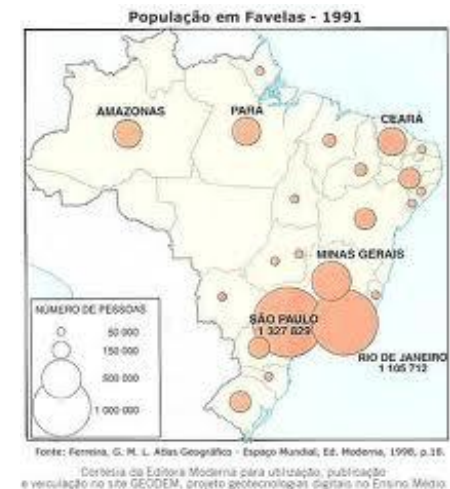 População em Favelas - 1991
AMAZONAS
PARÁ
CEARÁ
MINAS GERAIS
SÃO PAULO
1 327 829
RIO DE JANEIRO
1 105 712
NÚMERO DE PESSOAS
50 000
150 000
500 000
1 000 000
Fonte: Ferreira, G. M. L. Atlas Geográfico - Espaço Mundial, Ed. Moderna, 1998, p.18.
Cortesia da Editora Moderna para utilização, publicação
e veiculação no site GEODEM, projeto geotecnologias digitais no Ensino Médio.